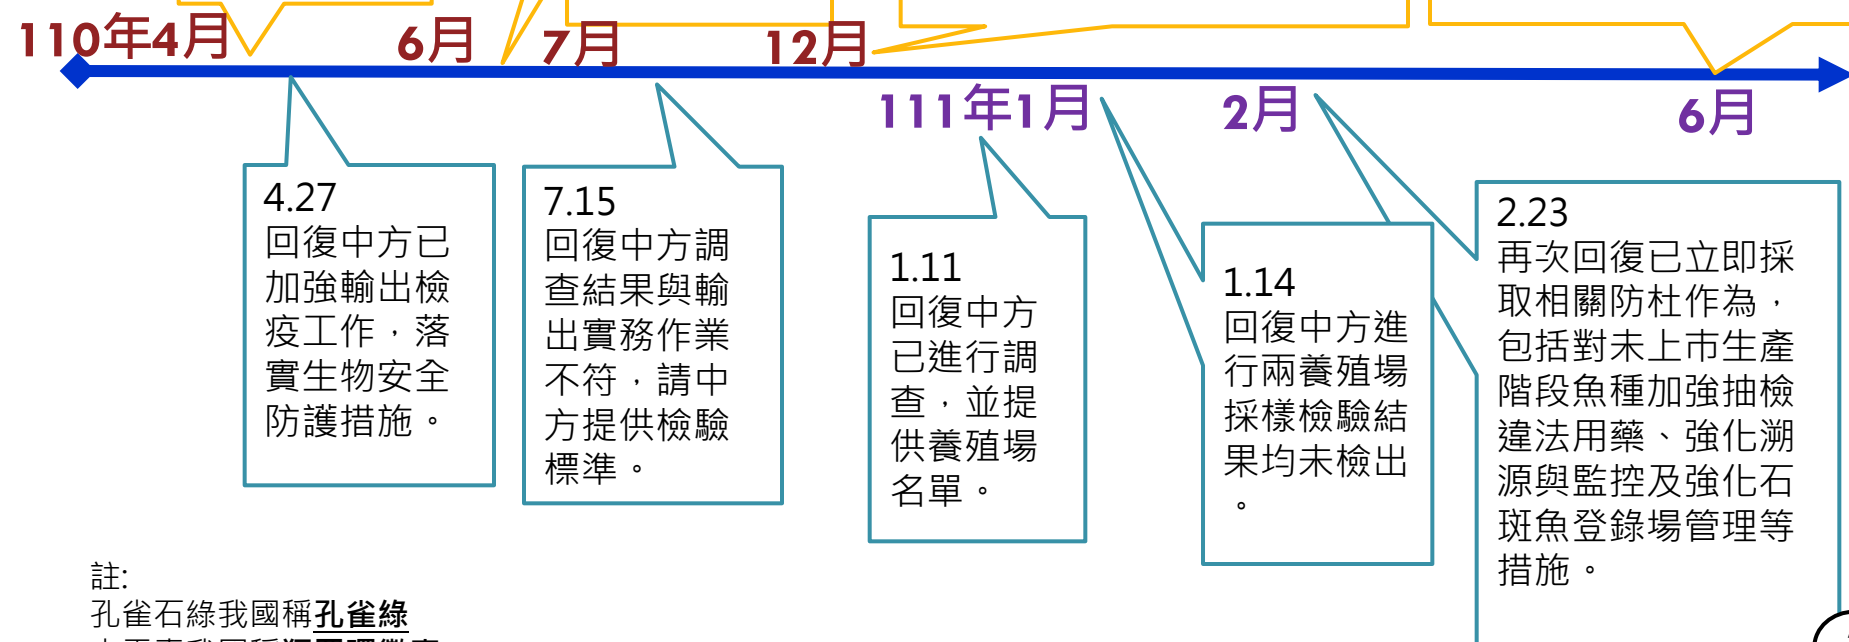 110年4月
6月
7月
12月
111年1月
2月
6月
4.27
回復中方已
加強輸出檢
疫工作，落
實生物安全
防護措施。
7.15
回復中方調
查結果與輸
出實務作業
不符，請中
方提供檢驗
標準。
1.11
回復中方
已進行調
查，並提
供養殖場
名單。
1.14
回復中方進
行兩養殖場
採樣檢驗結
果均未檢出
。
2.23
再次回復已立即採
取相關防杜作為，
包括對未上市生產
階段魚種加強抽檢
違法用藥、強化溯
源與監控及強化石
斑魚登錄場管理等
措施。
註:
孔雀石綠我國稱孔雀綠